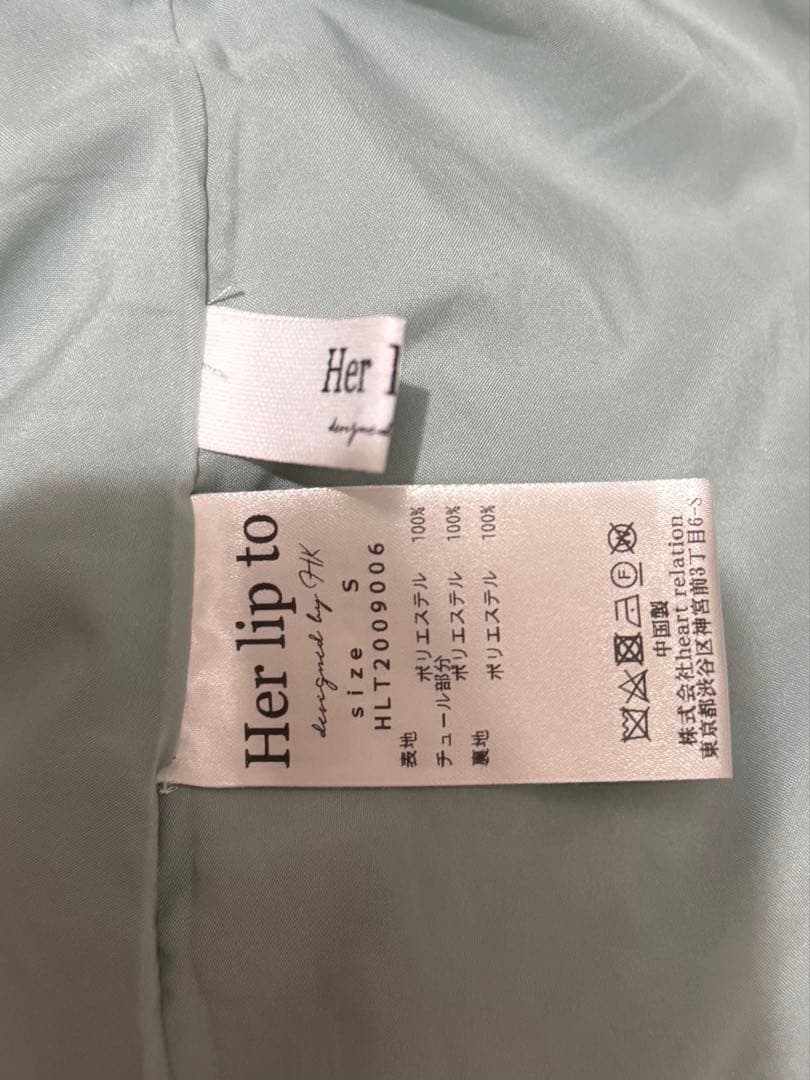 Her
designed
Her lip to
designed by HK
size S
HLT2009006
表地 ポリエステル 100%
チュール部分
ポリエステル 100%
裏地 ポリエステル 100%
中国製
株式会社heart relation
東京都渋谷区神宮前3丁目6-S